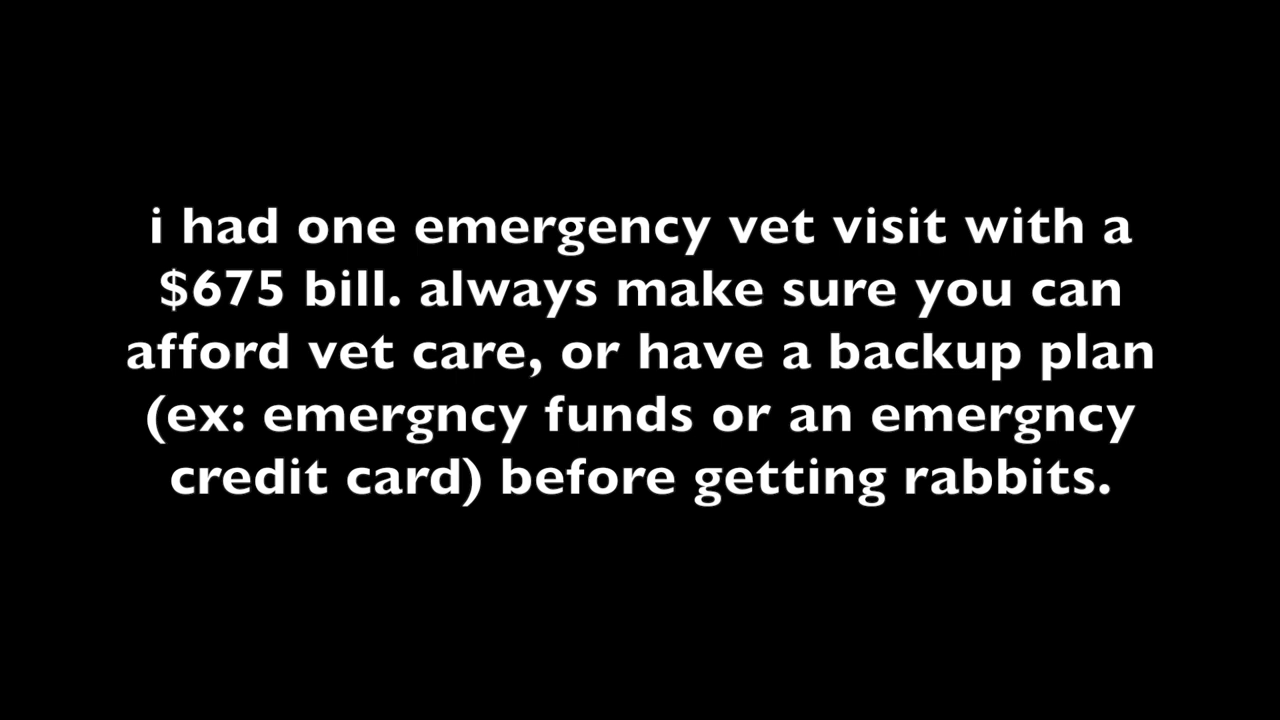 i had one emergency vet visit with a
$675 bill. always make sure you can
afford vet care, or have a backup plan
(ex: emergncy funds or an emergncy
credit card) before getting rabbits.